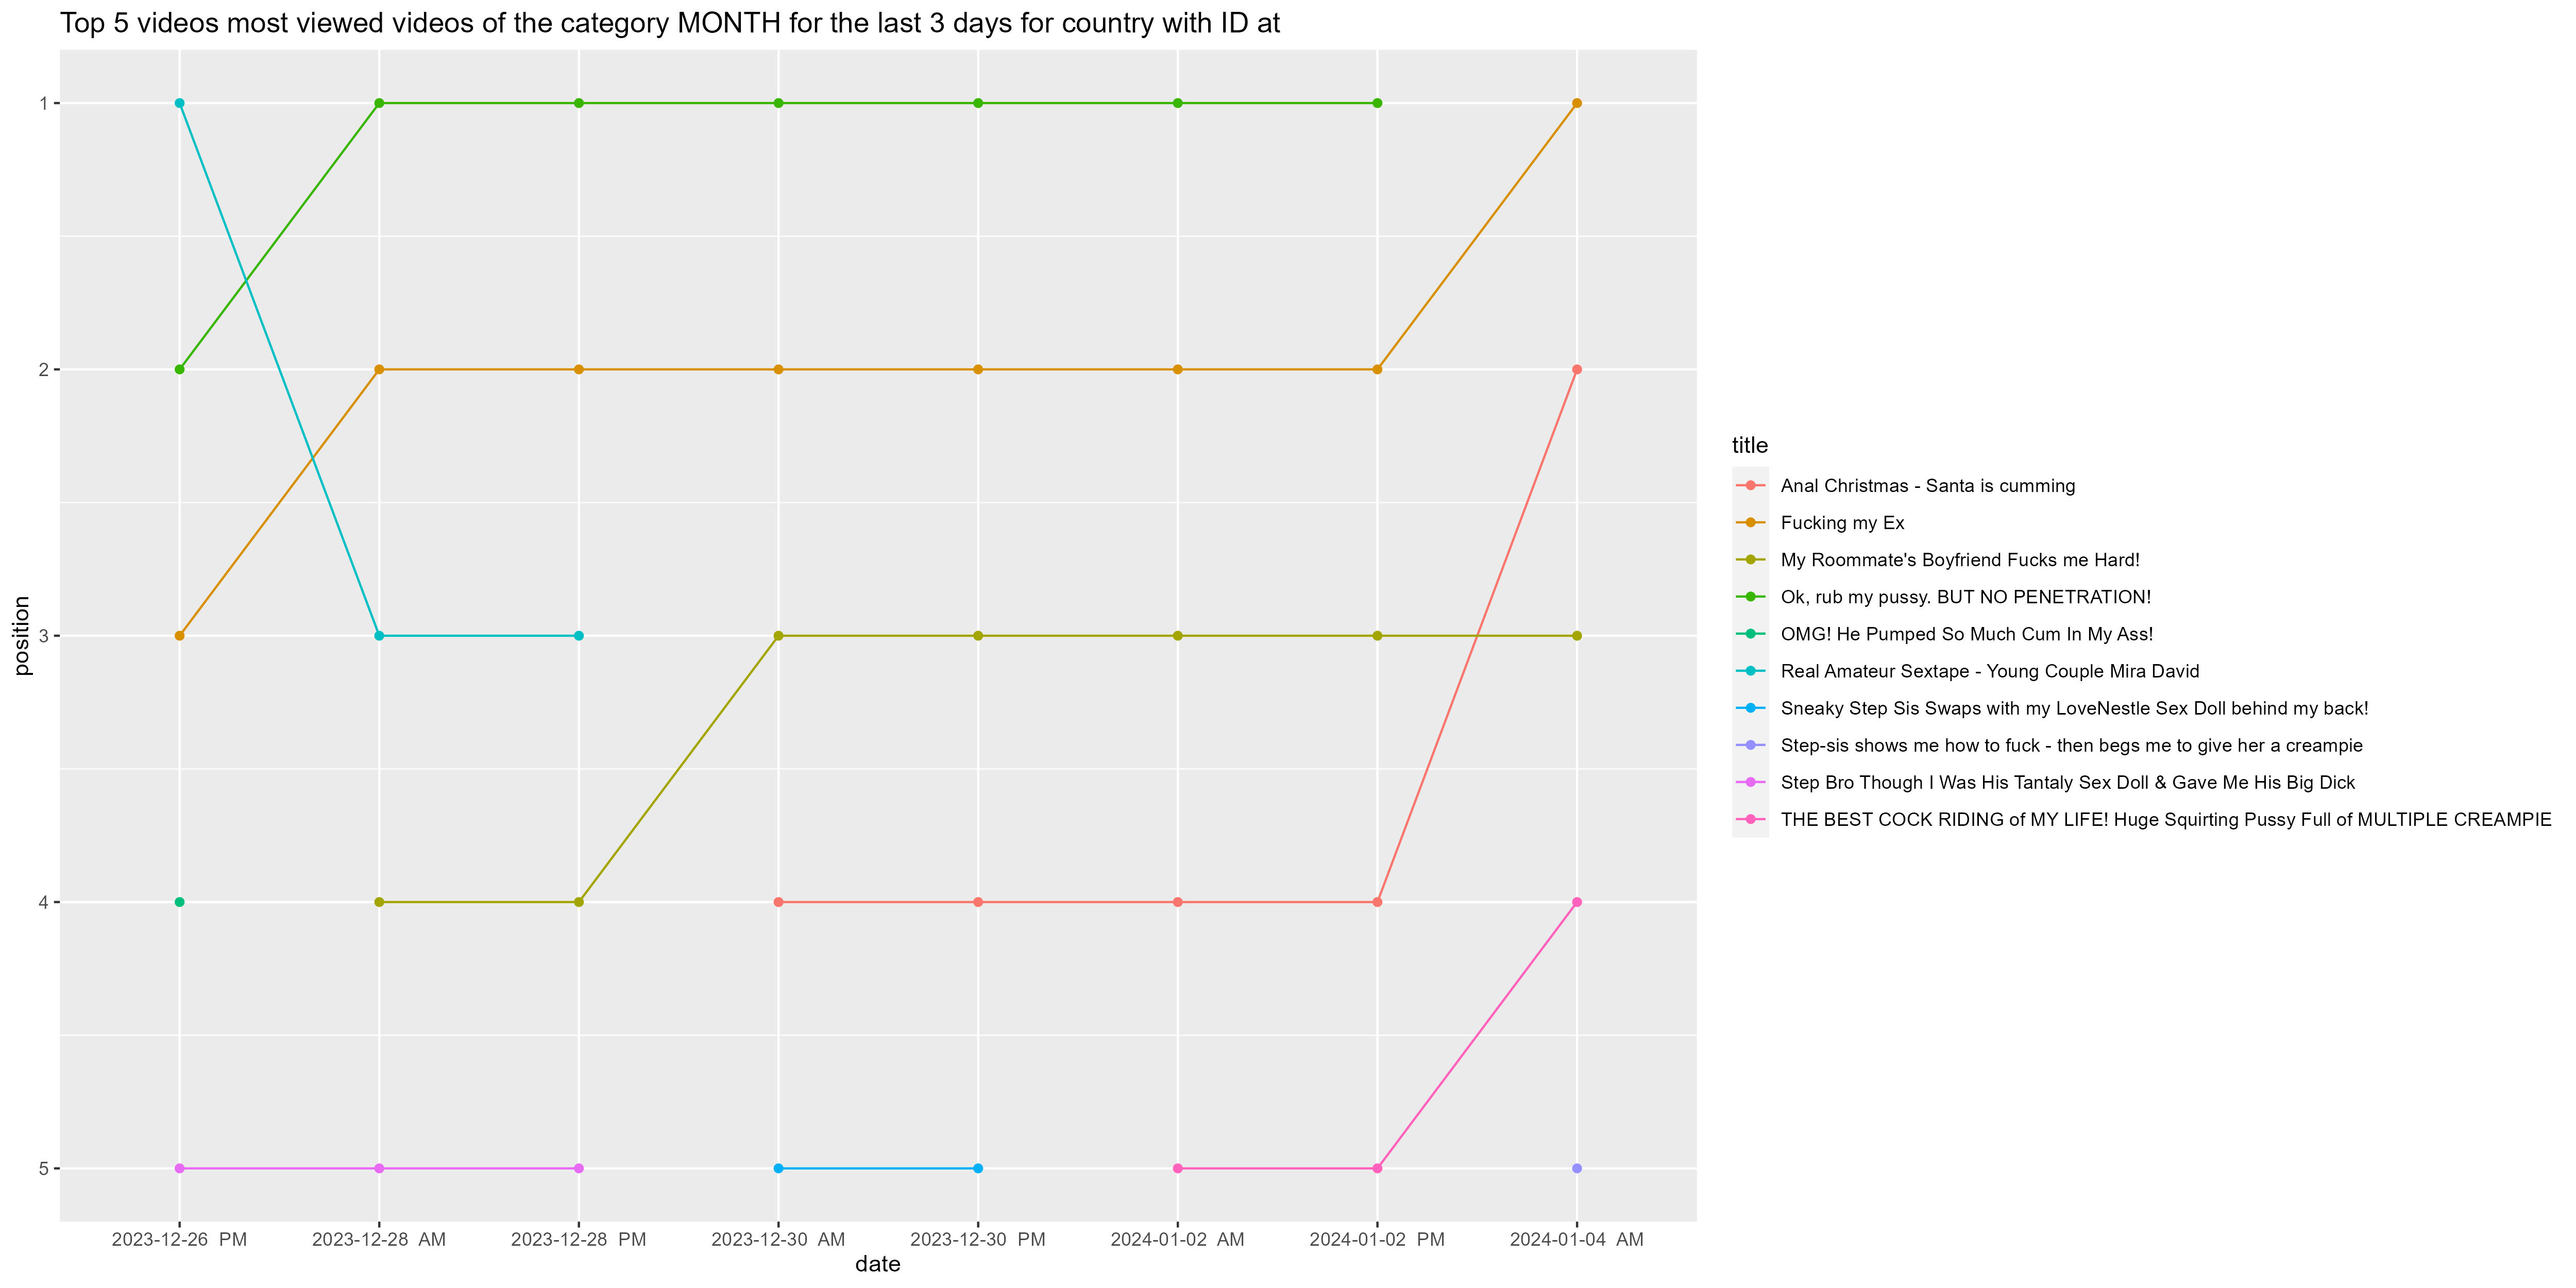 Top 5 videos most viewed videos of the category MONTH for the last 3 days for country with ID at
1
2
3
4
5
position
2023-12-26 PM
2023-12-28 AM
2023-12-28 PM
2023-12-30 AM
2023-12-30 PM
2024-01-02 AM
2024-01-02 PM
2024-01-04 AM
date
title
Anal Christmas - Santa is cumming
Fucking my Ex
My Roommate's Boyfriend Fucks me Hard!
Ok, rub my pussy. BUT NO PENETRATION!
OMG! He Pumped So Much Cum In My Ass!
Real Amateur Sextape - Young Couple Mira David
Sneaky Step Sis Swaps with my LoveNestle Sex Doll behind my back!
Step-sis shows me how to fuck - then begs me to give her a creampie
Step Bro Though I Was His Tantaly Sex Doll & Gave Me His Big Dick
THE BEST COCK RIDING of MY LIFE! Huge Squirting Pussy Full of MULTIPLE CREAMPIE